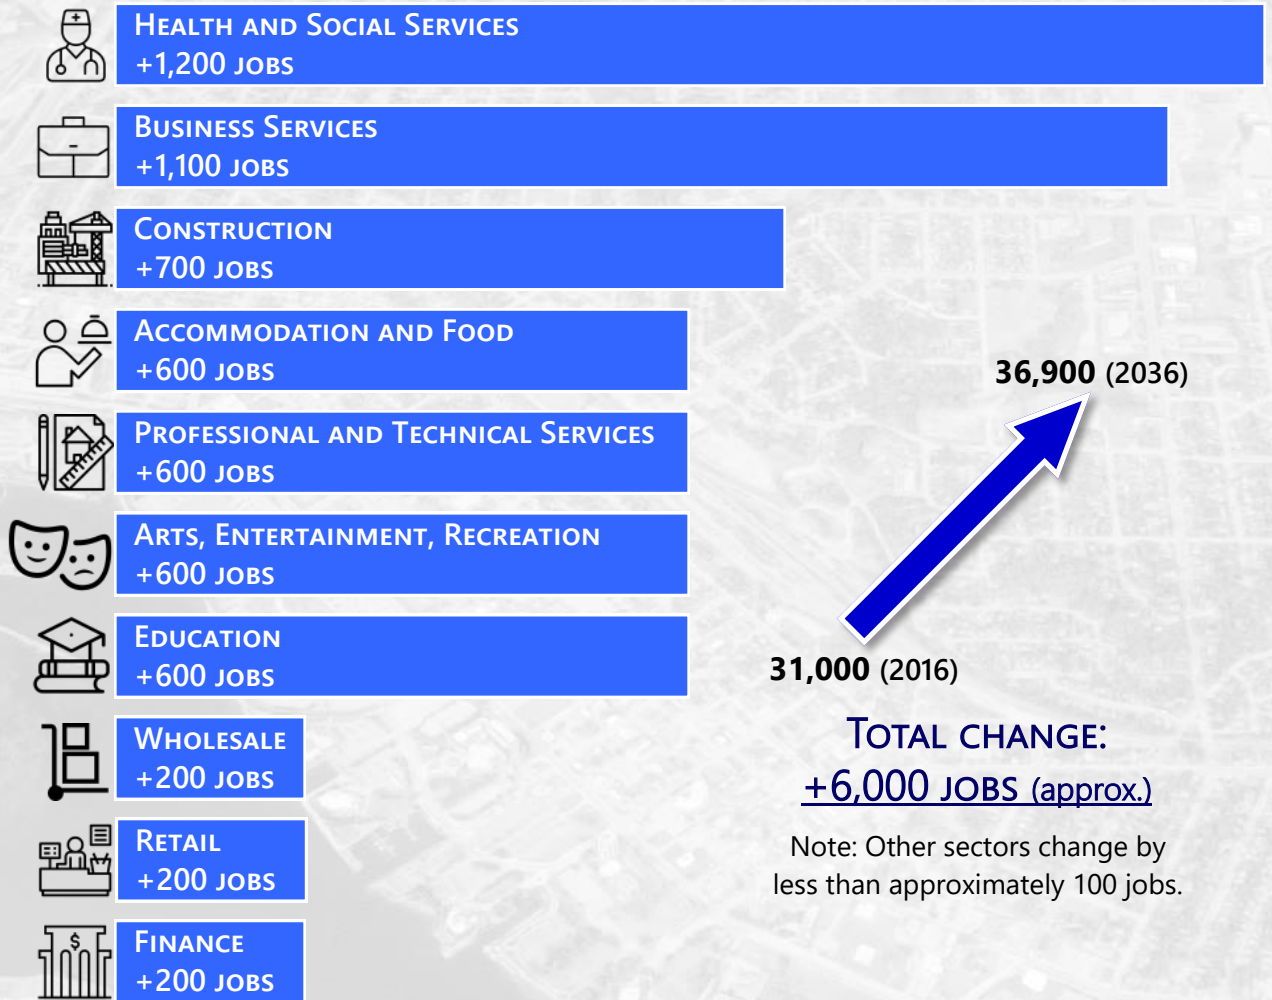 Health and Social Services
+1,200 jobs
Business Services
+1,100 jobs
Construction
+700 jobs
Accommodation and Food
+600 jobs
Professional and Technical Services
+600 jobs
Arts, Entertainment, Recreation
+600 jobs
Education
+600 jobs
Wholesale
+200 jobs
Retail
+200 jobs
Finance
+200 jobs
36,900 (2036)
31,000 (2016)
Total change:
+6,000 jobs (approx.)
Note: Other sectors change by
less than approximately 100 jobs.
$